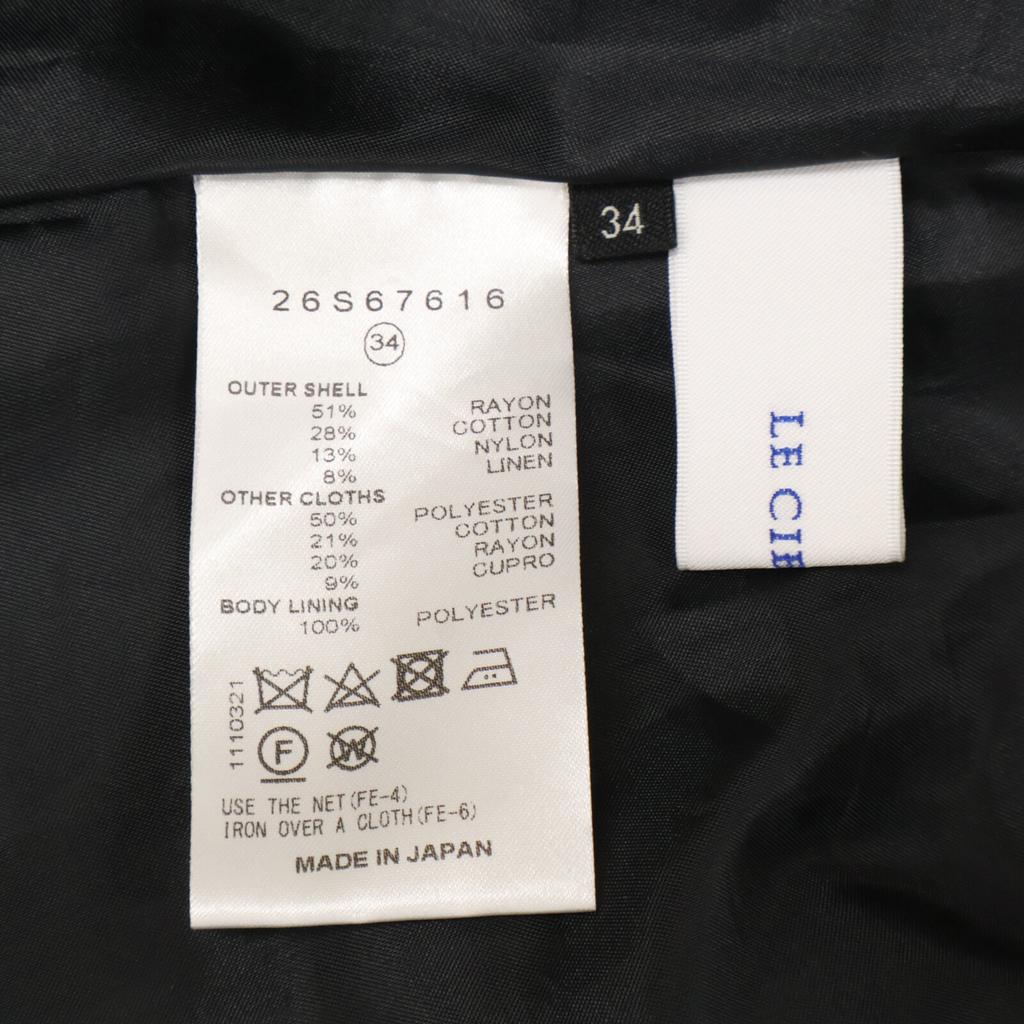 26S67616
34
OUTER SHELL
51% RAYON
28% COTTON
13% NYLON
8% LINEN
OTHER CLOTHS
50% POLYESTER
21% COTTON
20% RAYON
9% CUPRO
BODY LINING
100% POLYESTER
1110321
F
W
USE THE NET(FE-4)
IRON OVER A CLOTH(FE-6)
MADE IN JAPAN
34
LE CI